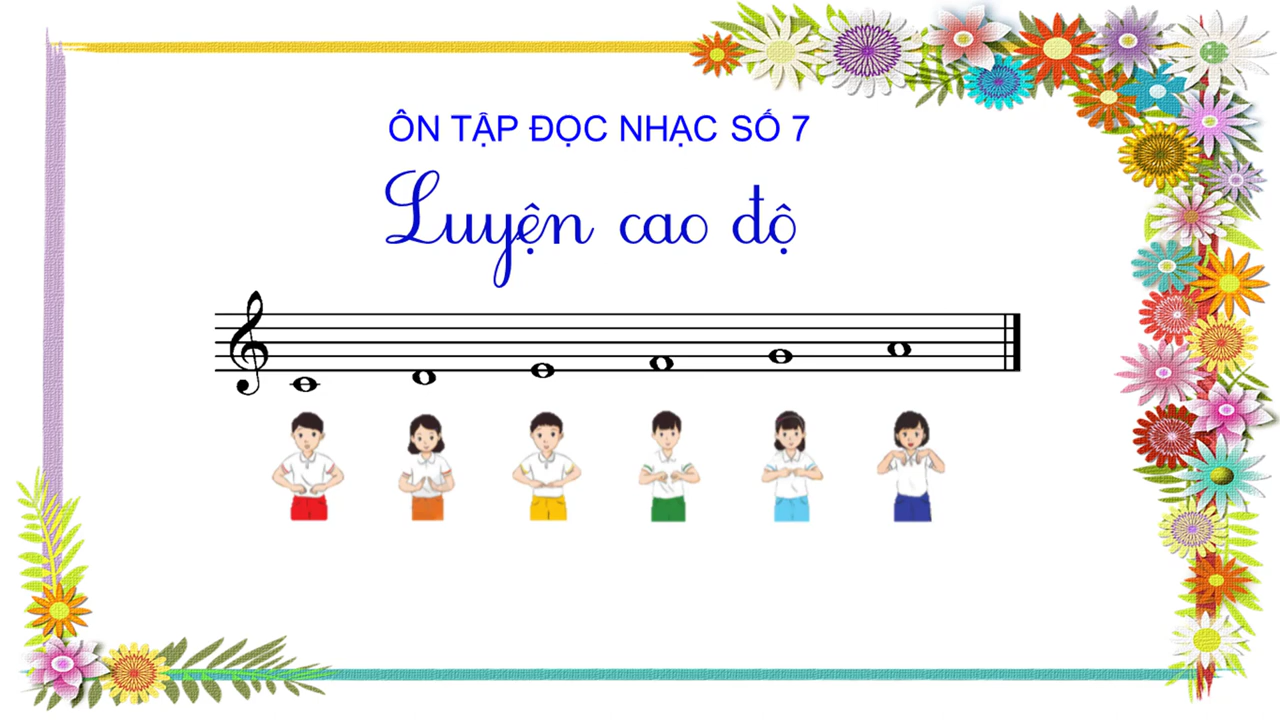 ÔN TẬP ĐỌC NHẠC SỐ 7
Luyện cao độ